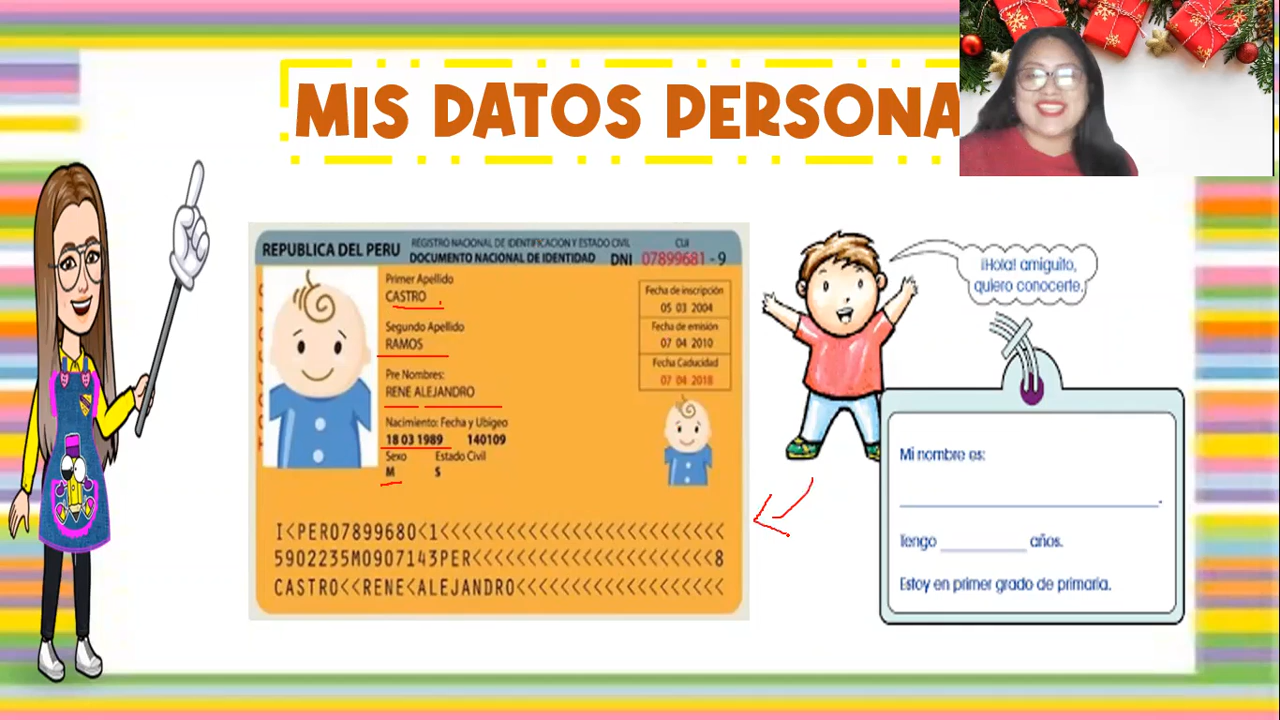 MIS DATOS PERSONA
REPUBLICA DEL PERU
REGISTRO NACIONAL DE IDENTIFICACION Y ESTADO CIVIL
DOCUMENTO NACIONAL DE IDENTIDAD
CUI
DNI 07899681 - 9
Primer Apellido
CASTRO
Segundo Apellido
RAMOS
Pre Nombres:
RENE ALEJANDRO
Nacimiento: Fecha y Ubigeo
18 03 1989 140109
Sexo Estado Civil
M S
Fecha de inscripción
05 03 2004
Fecha de emisión
07 04 2010
Fecha Caducidad
07 04 2018
I<PER07899680<1<<<<<<<<<<<<<<<<<<<<<<<<<
5902235M0907143PER<<<<<<<<<<<<<<<<<<8
CASTRO<<RENE<ALEJANDRO<<<<<<<<<<<<<<<
¡Hola! amiguito,
quiero conocerte.
Mi nombre es:
____________________.
Tengo ________ años.
Estoy en primer grado de primaria.